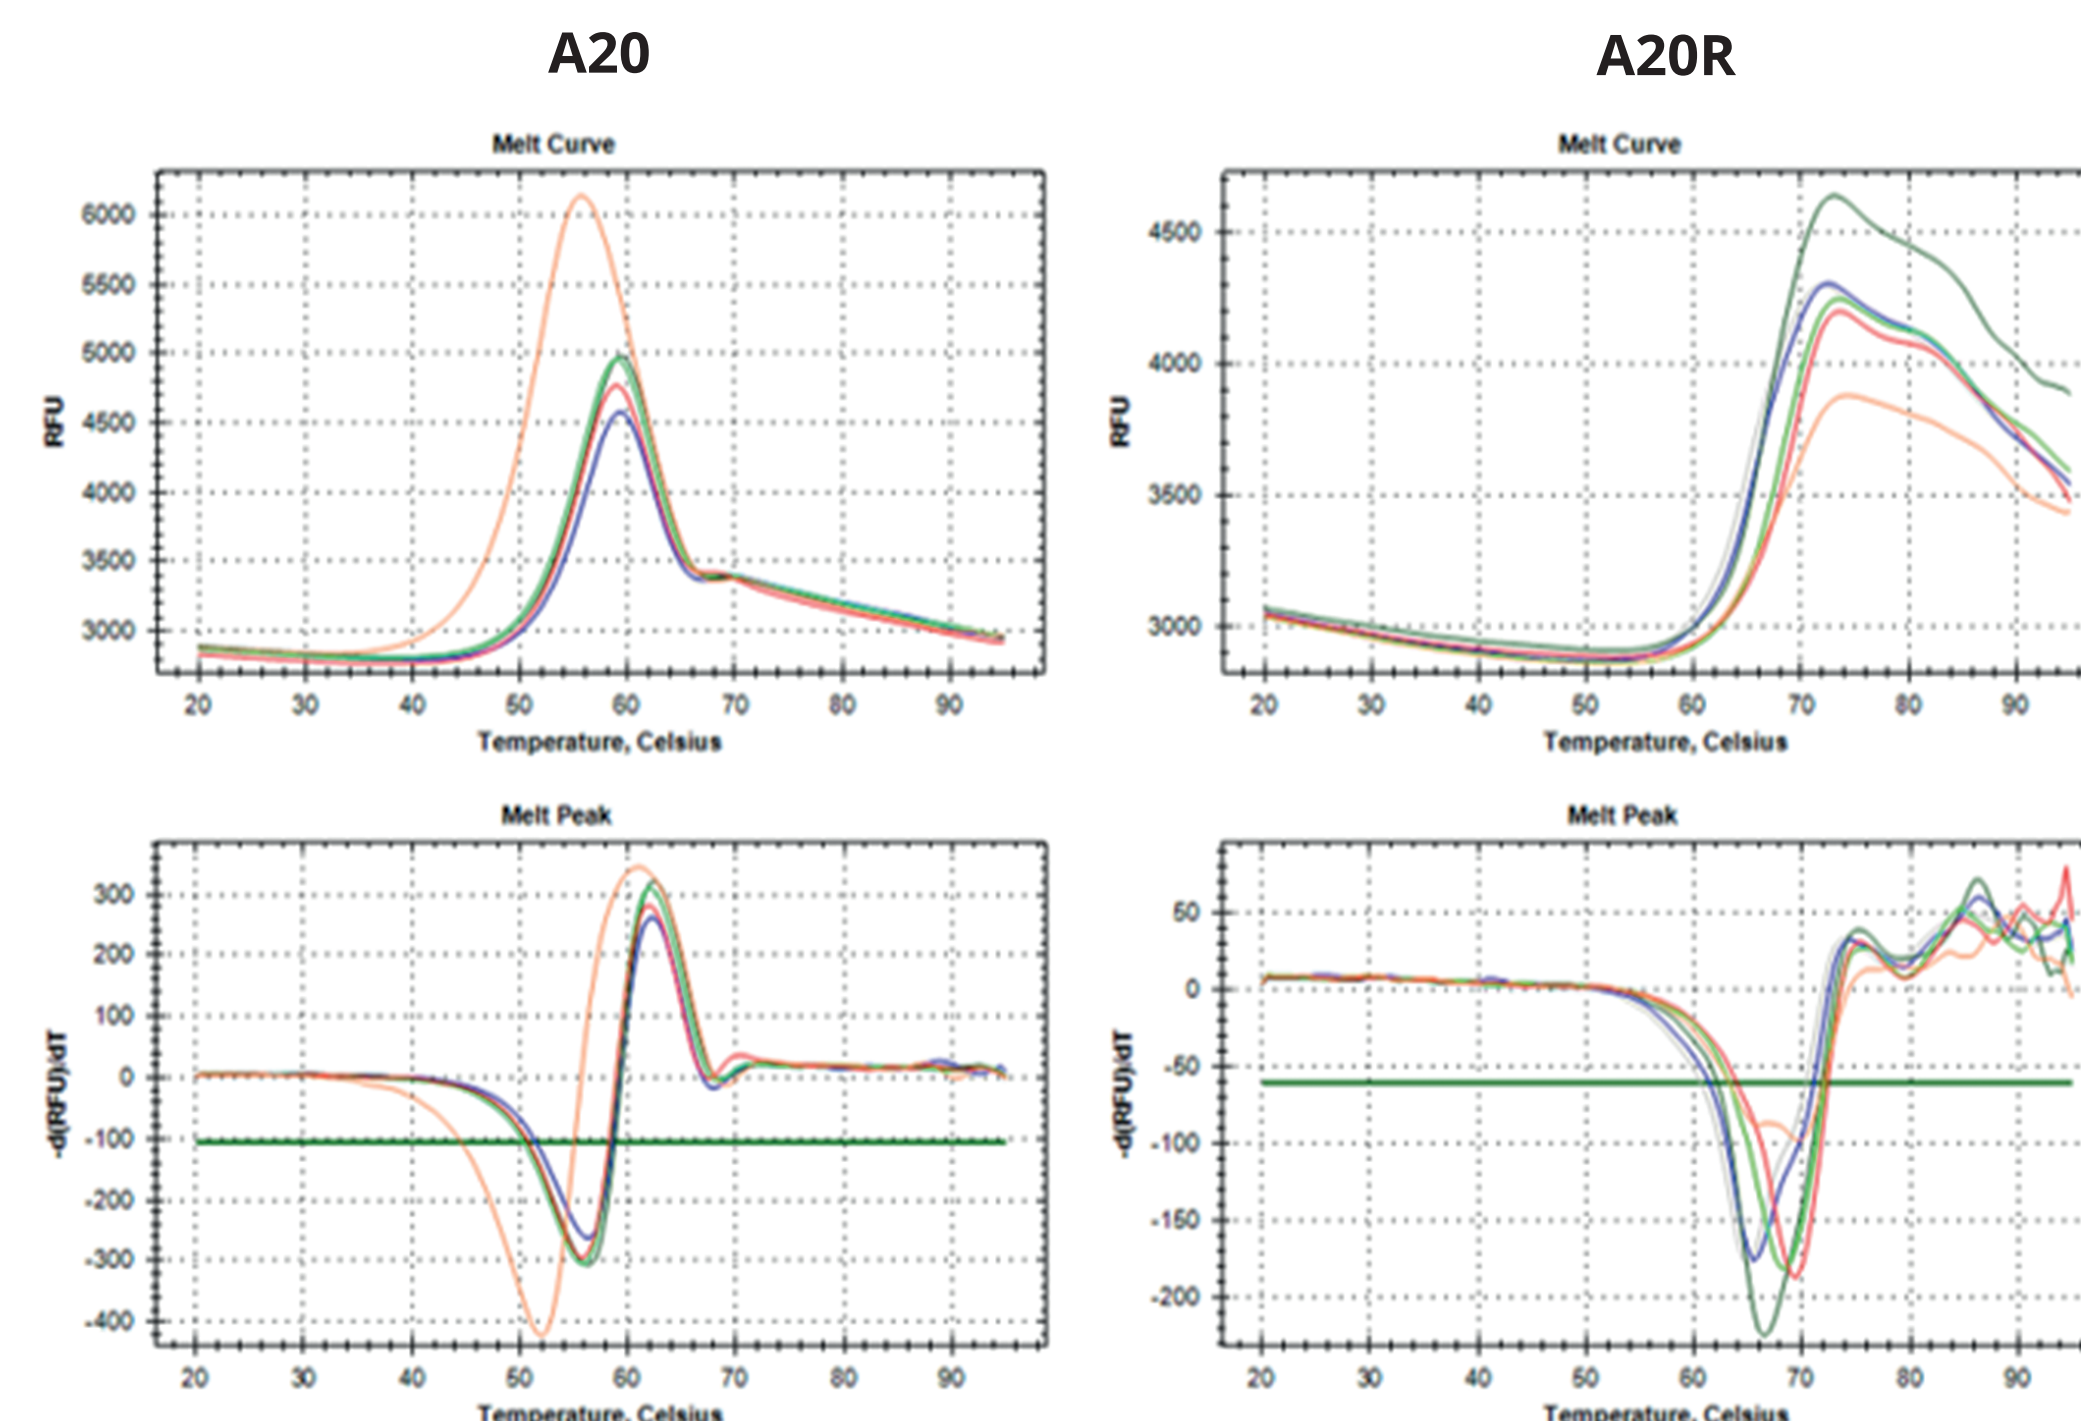 A20
A20R
Melt Curve
RFU
6000
5500
5000
4500
4000
3500
3000
20 30 40 50 60 70 80 90
Temperature, Celsius
Melt Curve
RFU
4500
4000
3500
3000
20 30 40 50 60 70 80 90
Temperature, Celsius
Melt Peak
-d(RFU)/dT
300
200
100
0
-100
-200
-300
-400
20 30 40 50 60 70 80 90
Temperature, Celsius
Melt Peak
-d(RFU)/dT
50
0
-50
-100
-150
-200
20 30 40 50 60 70 80 90
Temperature, Celsius